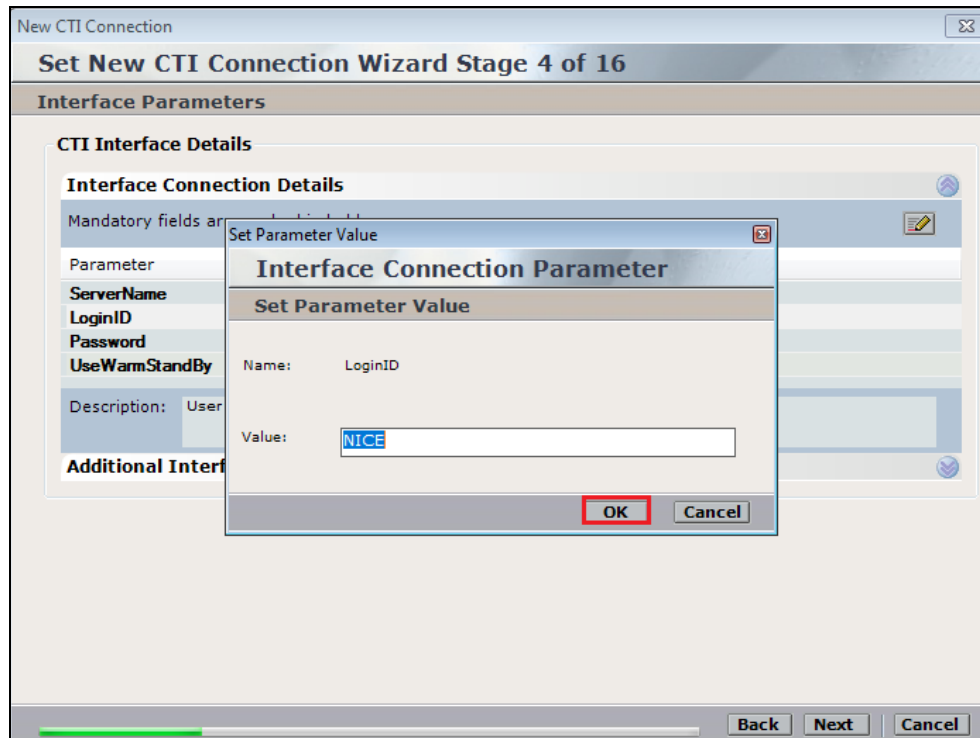 New CTI Connection
Set New CTI Connection Wizard Stage 4 of 16
Interface Parameters
CTI Interface Details
Interface Connection Details
Mandatory fields
Set Parameter Value
Interface Connection Parameter
Set Parameter Value
Parameter
ServerName
LoginID
Password
UseWarmStandBy
Name: LoginID
Description: User
Value: NICE
Additional
OK Cancel
Back Next Cancel